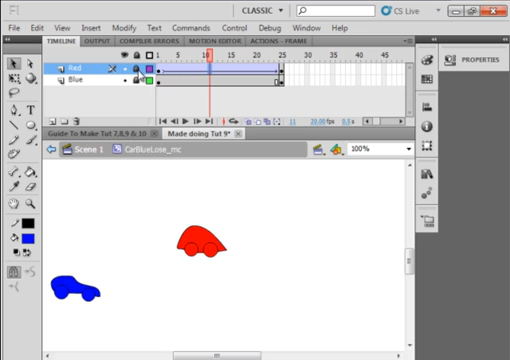 Fl CLASSIC CS Live
File Edit View Insert Modify Text Commands Control Debug Window Help
TIMELINE OUTPUT COMPILER ERRORS MOTION EDITOR ACTIONS - FRAME
1 5 10 15 20 25 30 35 40 45
Red
Blue
11 20.00 fps 0.5 s
Guide To Make Tut 7,8,9 & 10 Made doing Tut 9*
Scene 1 CarBlueLose_mc 100%
PROPERTIES